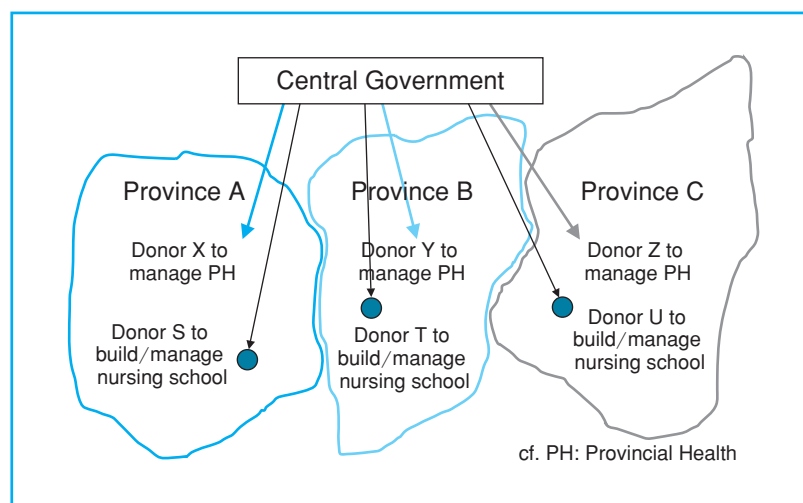 Central Government
Province A
Province B
Province C
Donor X to
manage PH
Donor Y to
manage PH
Donor Z to
manage PH
Donor S to
build/manage
nursing school
Donor T to
build/manage
nursing school
Donor U to
build/manage
nursing school
cf. PH: Provincial Health